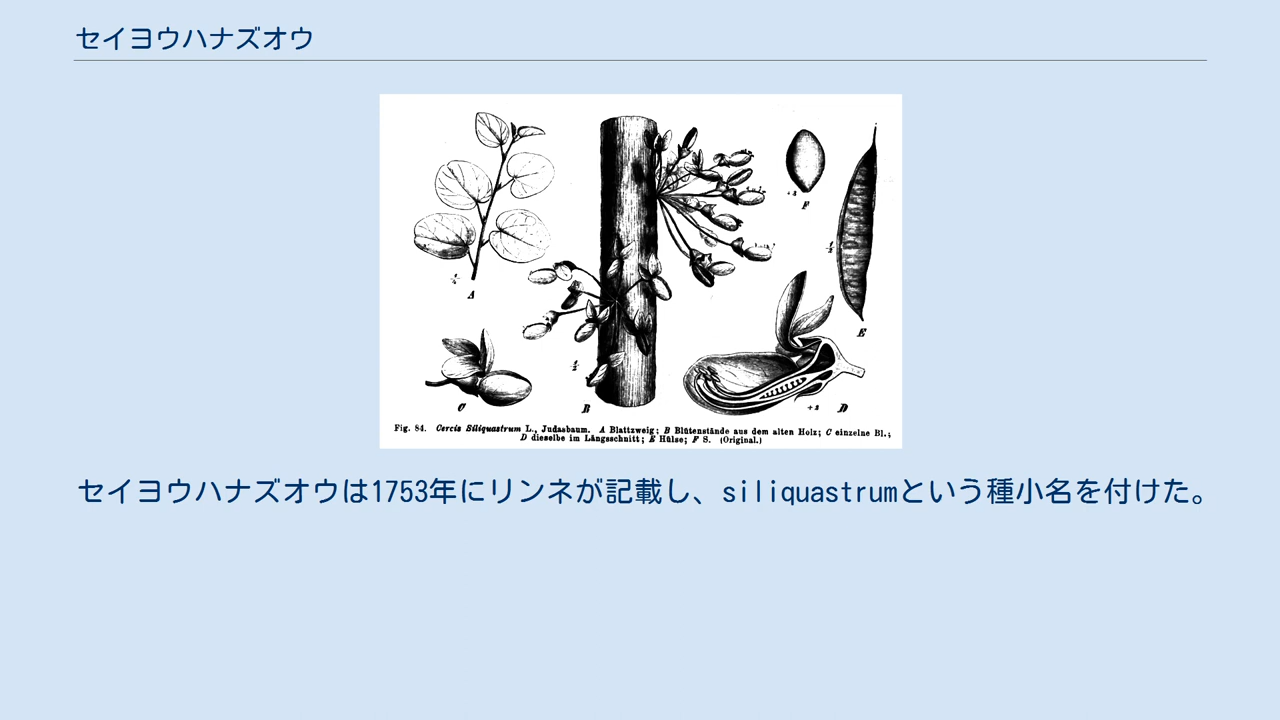 セイヨウハナズオウ
A
B
C
D
E
F
Fig. 84. Cercis Siliquastrum L., Judasbaum. A Blattzweig; B Blütenstände aus dem alten Holz; C einzelne Bl.;
D dieselbe im Längsschnitt; E Hülse; F S. (Original.)
セイヨウハナズオウは1753年にリンネが記載し、siliquastrumという種小名を付けた。